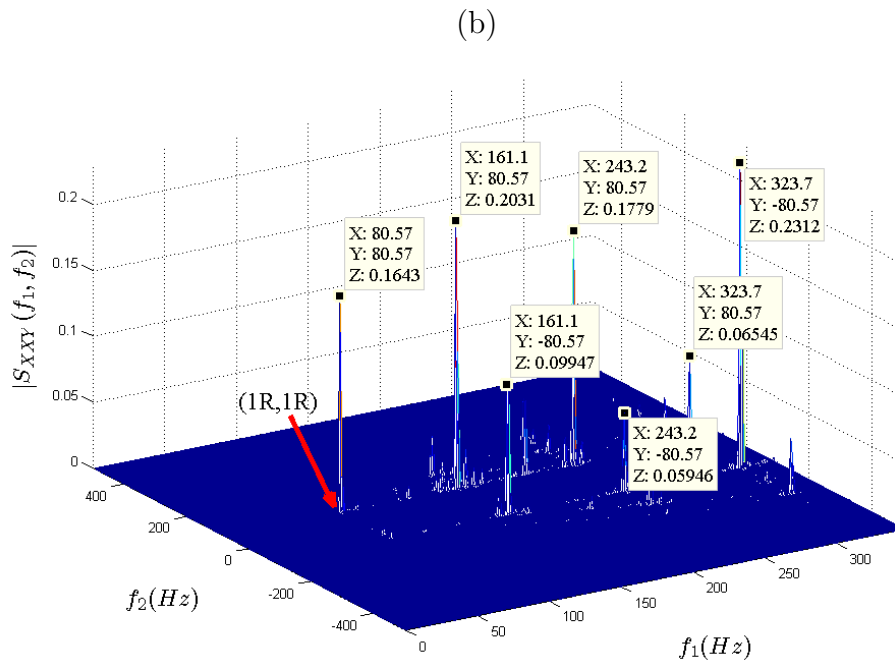 (b)
X: 161.1
Y: 80.57
Z: 0.2031
X: 243.2
Y: 80.57
Z: 0.1779
X: 323.7
Y: -80.57
Z: 0.2312
X: 80.57
Y: 80.57
Z: 0.1643
X: 323.7
Y: 80.57
Z: 0.06545
X: 161.1
Y: -80.57
Z: 0.09947
X: 243.2
Y: -80.57
Z: 0.05946
(1R,1R)
|S_{XXY}(f_1, f_2)|
0.2
0.15
0.1
0.05
0
400
200
0
-200
-400
f_2(Hz)
0
50
100
150
200
250
300
f_1(Hz)